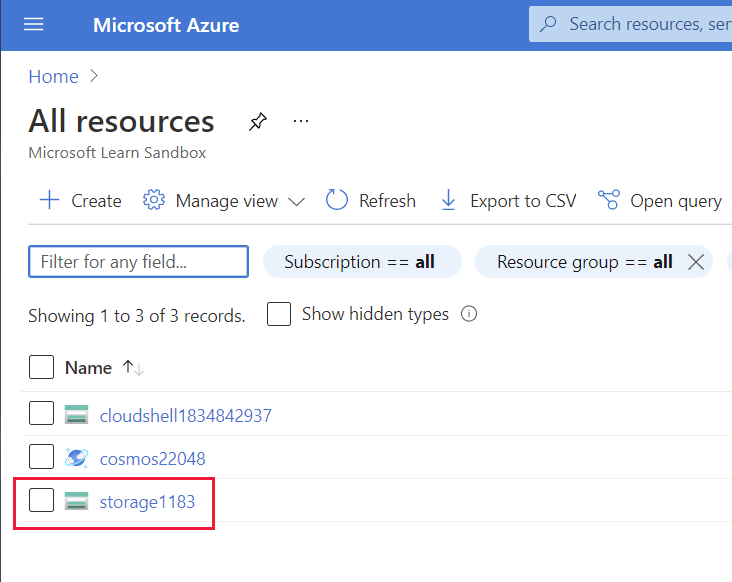 Microsoft Azure
Search resources, ser
Home
All resources
Microsoft Learn Sandbox
Create Manage view Refresh Export to CSV Open query
Filter for any field... Subscription == all Resource group == all
Showing 1 to 3 of 3 records. Show hidden types
Name
cloudshell1834842937
cosmos22048
storage1183